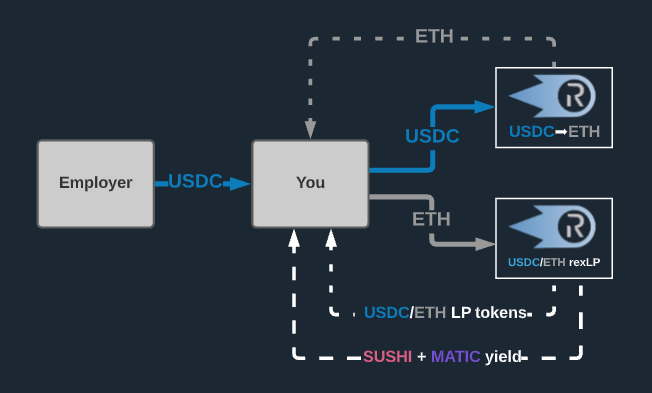 ETH
USDC➡ETH
USDC
Employer
USDC
You
ETH
USDC/ETH rexLP
USDC/ETH LP tokens
SUSHI + MATIC yield